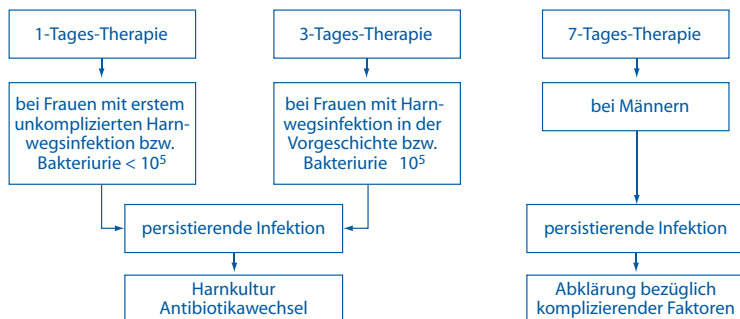 1-Tages-Therapie
bei Frauen mit erstem
unkomplizierten Harn-
wegsinfektion bzw.
Bakteriurie < 10⁵
3-Tages-Therapie
bei Frauen mit Harn-
wegsinfektion in der
Vorgeschichte bzw.
Bakteriurie 10⁵
persistierende Infektion
Harnkultur
Antibiotikawechsel
7-Tages-Therapie
bei Männern
persistierende Infektion
Abklärung bezüglich
komplizierender Faktoren